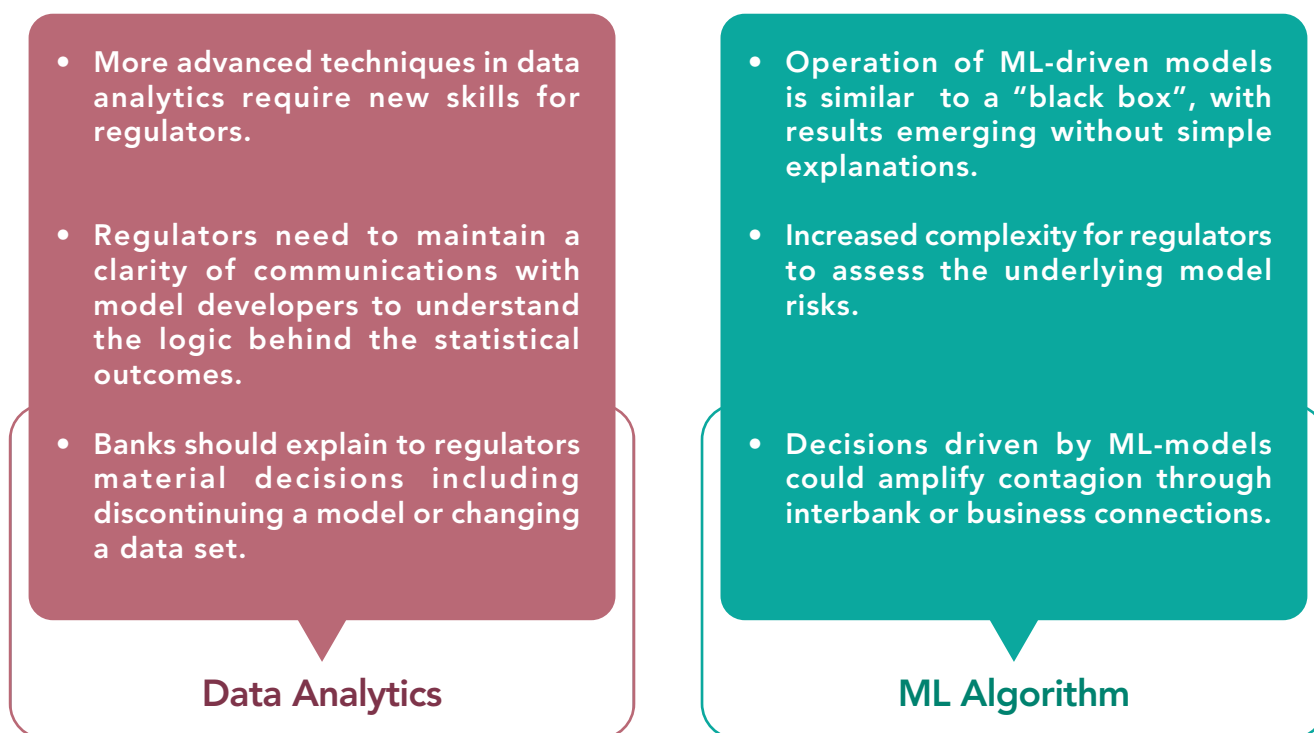 • More advanced techniques in data
analytics require new skills for
regulators.
• Regulators need to maintain a
clarity of communications with
model developers to understand
the logic behind the statistical
outcomes.
• Banks should explain to regulators
material decisions including
discontinuing a model or changing
a data set.
Data Analytics
• Operation of ML-driven models
is similar to a “black box”, with
results emerging without simple
explanations.
• Increased complexity for regulators
to assess the underlying model
risks.
• Decisions driven by ML-models
could amplify contagion through
interbank or business connections.
ML Algorithm